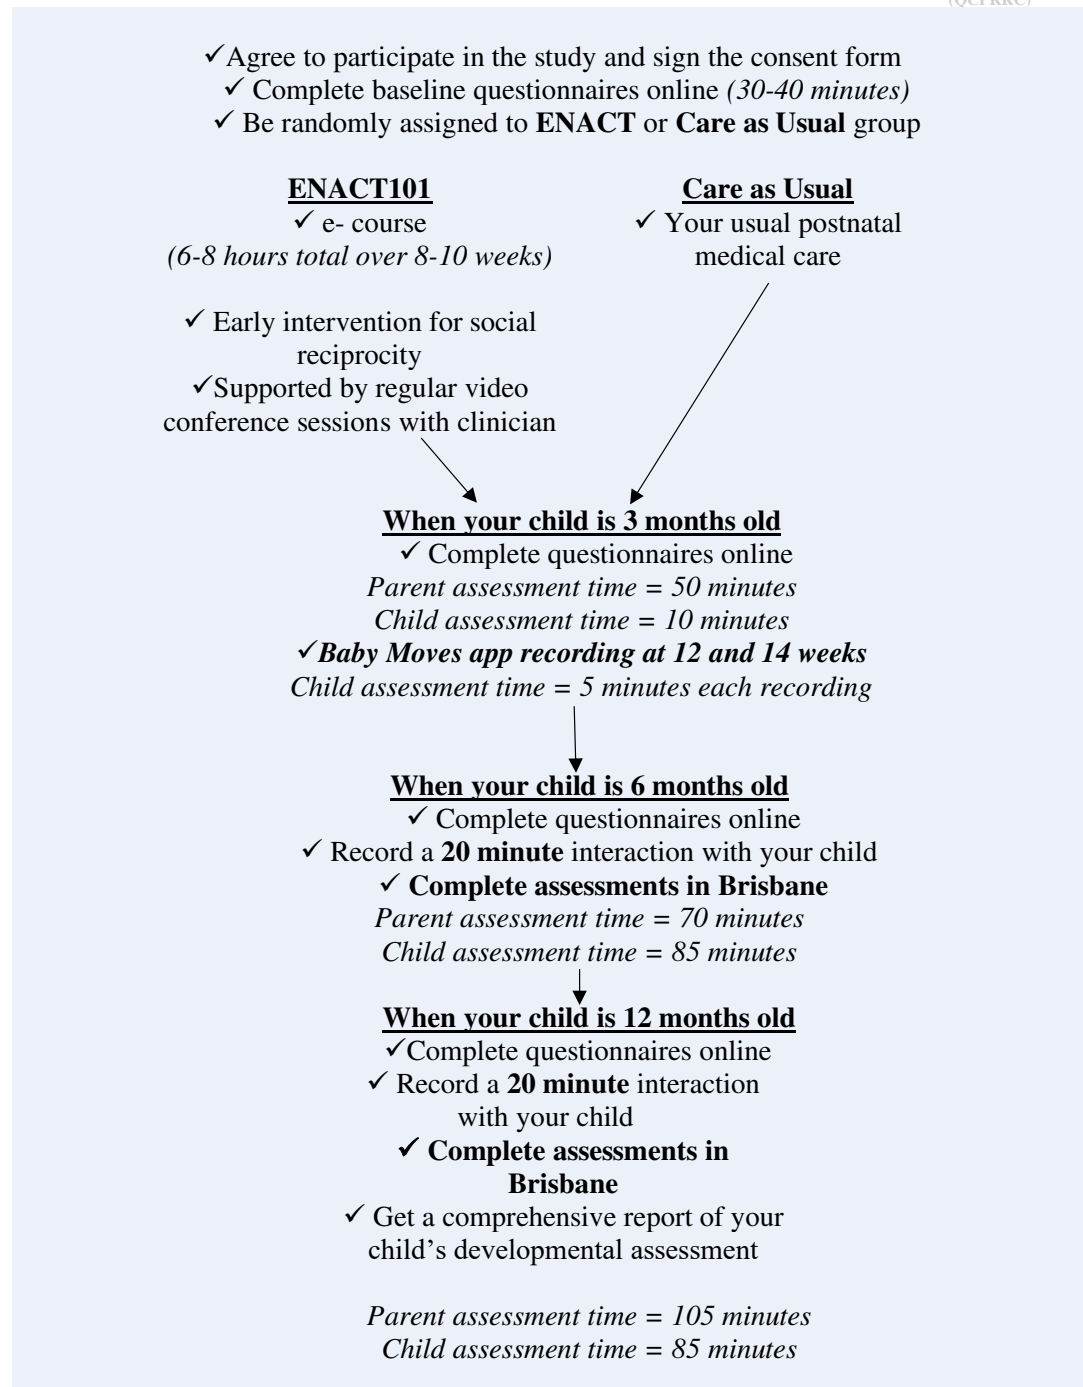 (QCPRRC)
✓Agree to participate in the study and sign the consent form
✓ Complete baseline questionnaires online (30-40 minutes)
✓ Be randomly assigned to ENACT or Care as Usual group
ENACT101
✓ e- course
(6-8 hours total over 8-10 weeks)
✓ Early intervention for social
reciprocity
✓Supported by regular video
conference sessions with clinician
Care as Usual
✓ Your usual postnatal
medical care
When your child is 3 months old
✓ Complete questionnaires online
Parent assessment time = 50 minutes
Child assessment time = 10 minutes
✓Baby Moves app recording at 12 and 14 weeks
Child assessment time = 5 minutes each recording
When your child is 6 months old
✓ Complete questionnaires online
✓ Record a 20 minute interaction with your child
✓ Complete assessments in Brisbane
Parent assessment time = 70 minutes
Child assessment time = 85 minutes
When your child is 12 months old
✓Complete questionnaires online
✓ Record a 20 minute interaction
with your child
✓ Complete assessments in
Brisbane
✓ Get a comprehensive report of your
child’s developmental assessment
Parent assessment time = 105 minutes
Child assessment time = 85 minutes